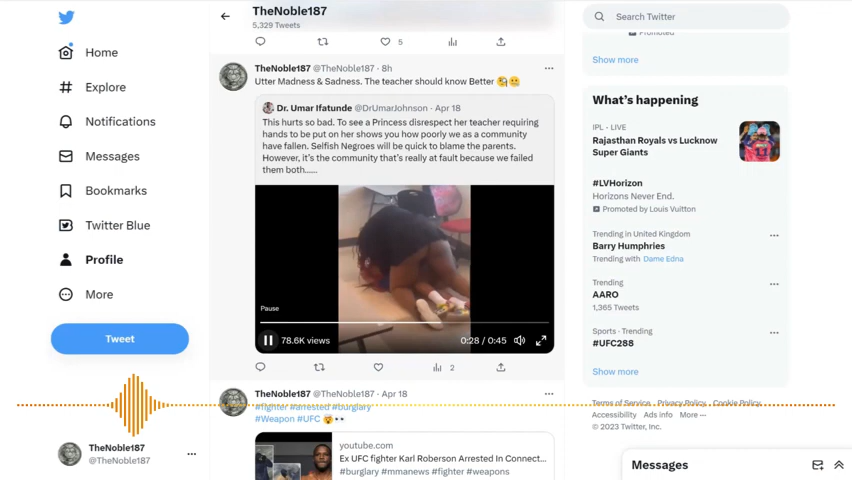 Home
Explore
Notifications
Messages
Bookmarks
Twitter Blue
Profile
More
Tweet
TheNoble187
@TheNoble187
TheNoble187
5,329 Tweets
5
TheNoble187 @TheNoble187 · 8h
Utter Madness & Sadness. The teacher should know Better
Dr. Umar Ifatunde @DrUmarJohnson · Apr 18
This hurts so bad. To see a Princess disrespect her teacher requiring
hands to be put on her shows you how poorly we as a community
have fallen. Selfish Negroes will be quick to blame the parents.
However, it's the community that's really at fault because we failed
them both......
Pause
78.6K views
0:28 / 0:45
2
TheNoble187 @TheNoble187 · Apr 18
#fighter #arrested #burglary
#Weapon #UFC
youtube.com
Ex UFC fighter Karl Roberson Arrested In Connect...
#burglary #mmanews #fighter #weapons
Search Twitter
Promoted
Show more
What's happening
IPL · LIVE
Rajasthan Royals vs Lucknow
Super Giants
#LVHorizon
Horizons Never End.
Promoted by Louis Vuitton
Trending in United Kingdom
Barry Humphries
Trending with Dame Edna
Trending
AARO
1,365 Tweets
Sports · Trending
#UFC288
Show more
Terms of Service Privacy Policy Cookie Policy
Accessibility Ads info More ···
© 2023 Twitter, Inc.
Messages